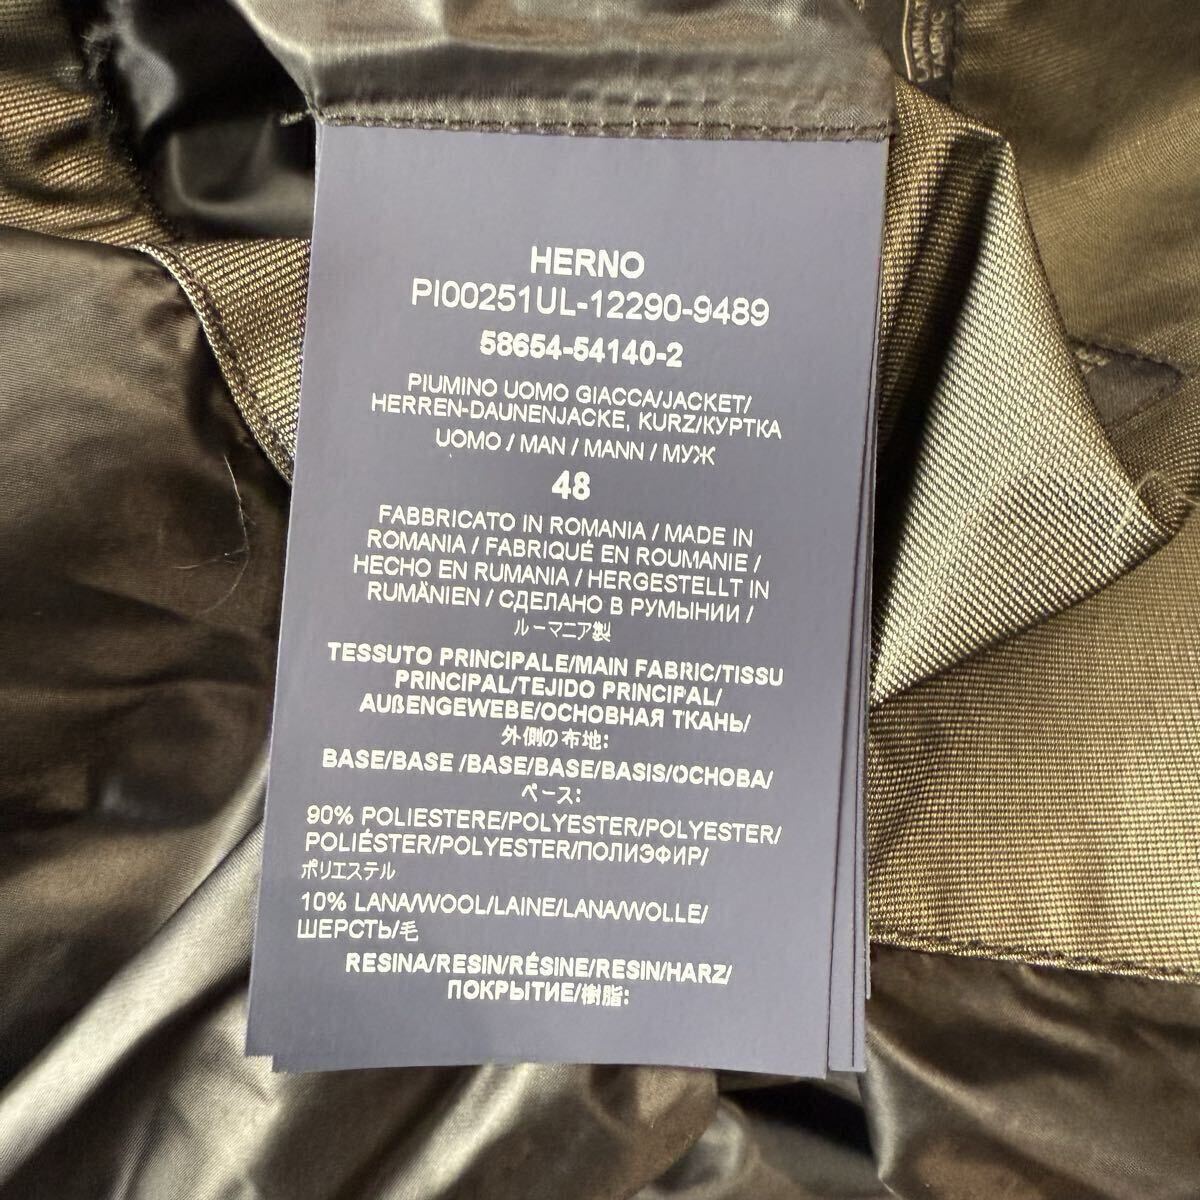 LAMINAT
FABRIC
HERNO
PI00251UL-12290-9489
58654-54140-2
PIUMINO UOMO GIACCA/JACKET/
HERREN-DAUNENJACKE, KURZ/КУРТКА
UOMO / MAN / MANN / МУЖ
48
FABBRICATO IN ROMANIA / MADE IN
ROMANIA / FABRIQUÉ EN ROUMANIE /
HECHO EN RUMANIA / HERGESTELLT IN
RUMÄNIEN / СДЕЛАНО В РУМЫНИИ /
ルーマニア製
TESSUTO PRINCIPALE/MAIN FABRIC/TISSU
PRINCIPAL/TEJIDO PRINCIPAL/
AUßENGEWEBE/ОСНОВНАЯ ТКАНЬ/
外側の布地:
BASE/BASE /BASE/BASE/BASIS/ОСНОВА/
ベース:
90% POLIESTERE/POLYESTER/POLYESTER/
POLIÉSTER/POLYESTER/ПОЛИЭФИР/
ポリエステル
10% LANA/WOOL/LAINE/LANA/WOLLE/
ШЕРСТЬ/毛
RESINA/RESIN/RÉSINE/RESIN/HARZ/
ПОКРЫТИЕ/樹脂: